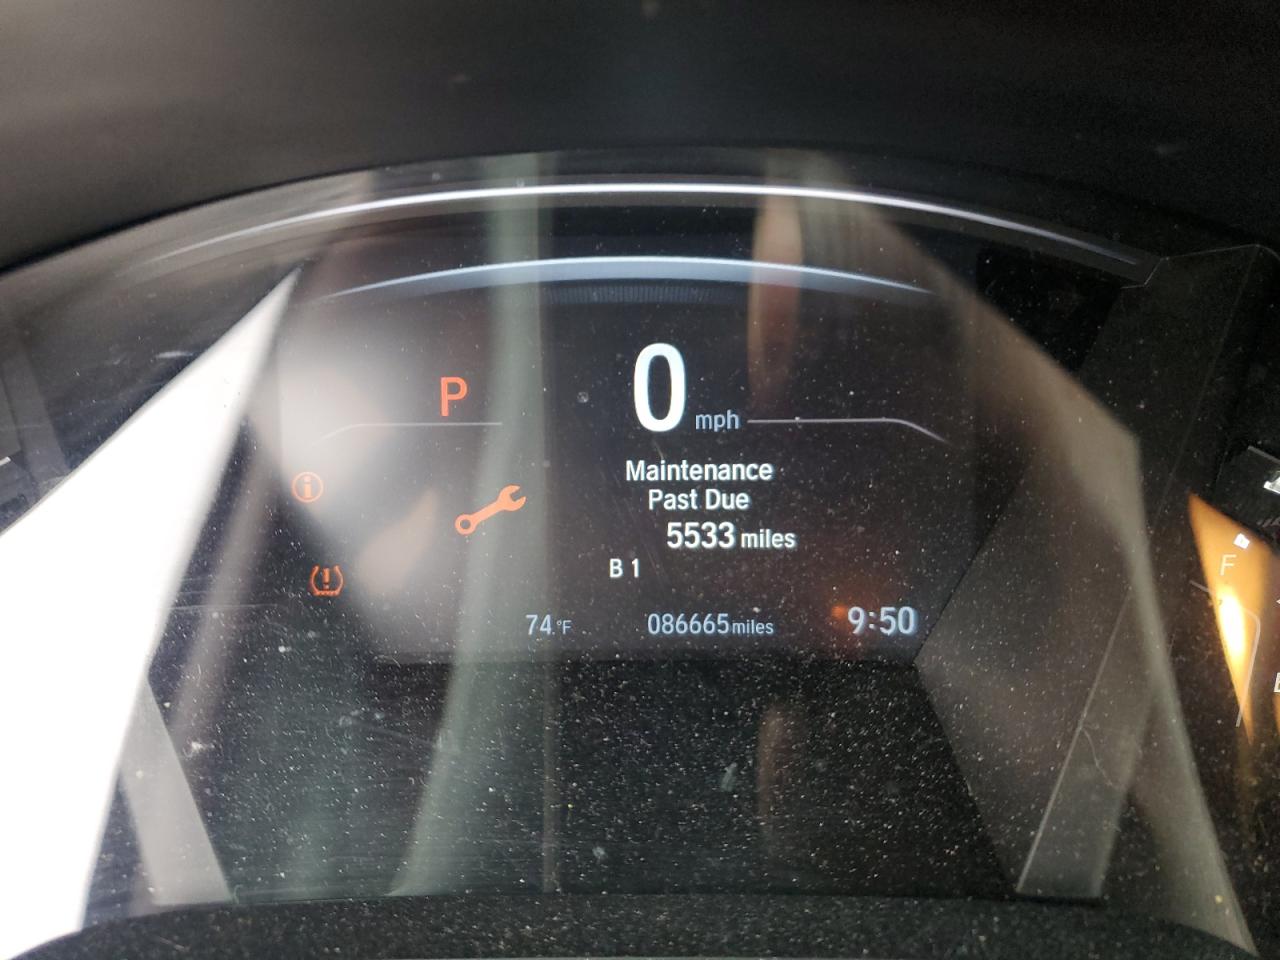 P
0 mph
Maintenance
Past Due
5533 miles
B 1
74 °F 086665 miles 9:50
F